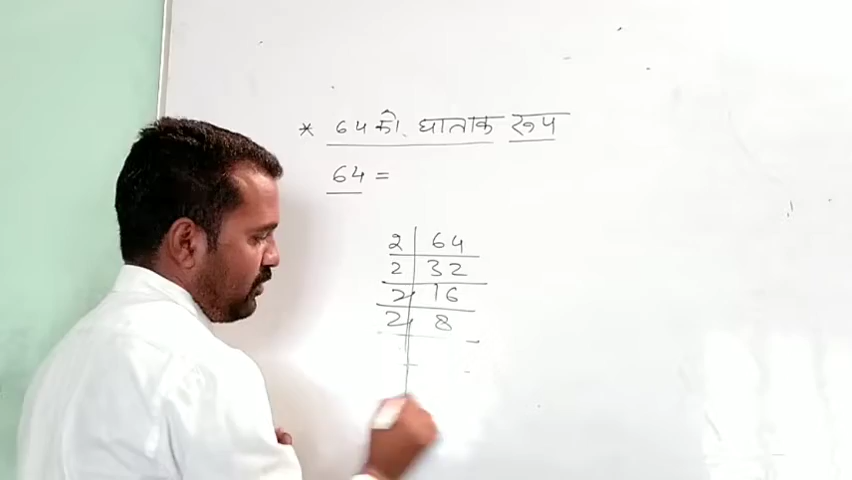 * 64 को घाताक रूप
64 =
2 | 64
2 | 32
2 | 16
2 | 8